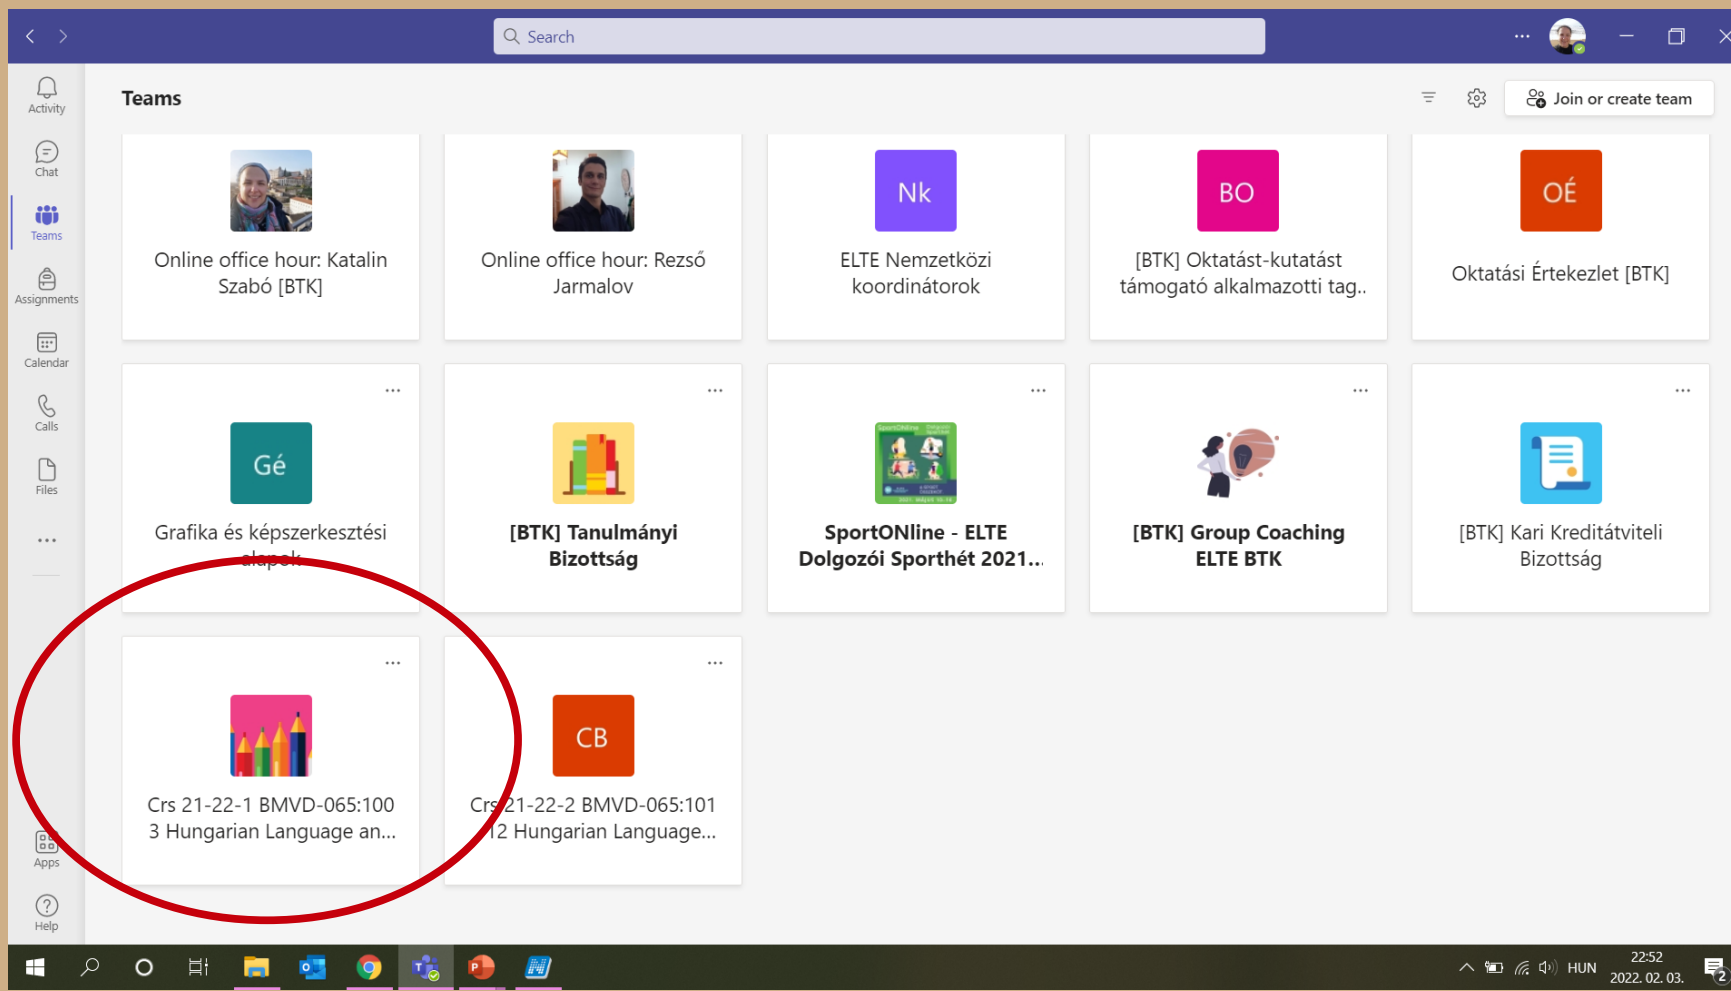 Search
Activity
Chat
Teams
Assignments
Calendar
Calls
Files
Apps
Help
Teams
Join or create team
Online office hour: Katalin
Szabó [BTK]
Online office hour: Rezső
Jarmalov
Nk
ELTE Nemzetközi
koordinátorok
BO
[BTK] Oktatást-kutatást
támogató alkalmazotti tag..
OÉ
Oktatási Értekezlet [BTK]
Gé
Grafika és képszerkesztési
alapok
[BTK] Tanulmányi
Bizottság
SportONline
SportONline - ELTE
Dolgozói Sporthét 2021...
[BTK] Group Coaching
ELTE BTK
[BTK] Kari Kreditátviteli
Bizottság
Crs 21-22-1 BMVD-065:100
3 Hungarian Language an...
CB
Crs 21-22-2 BMVD-065:101
12 Hungarian Language...
HUN
22:52
2022. 02. 03.
2